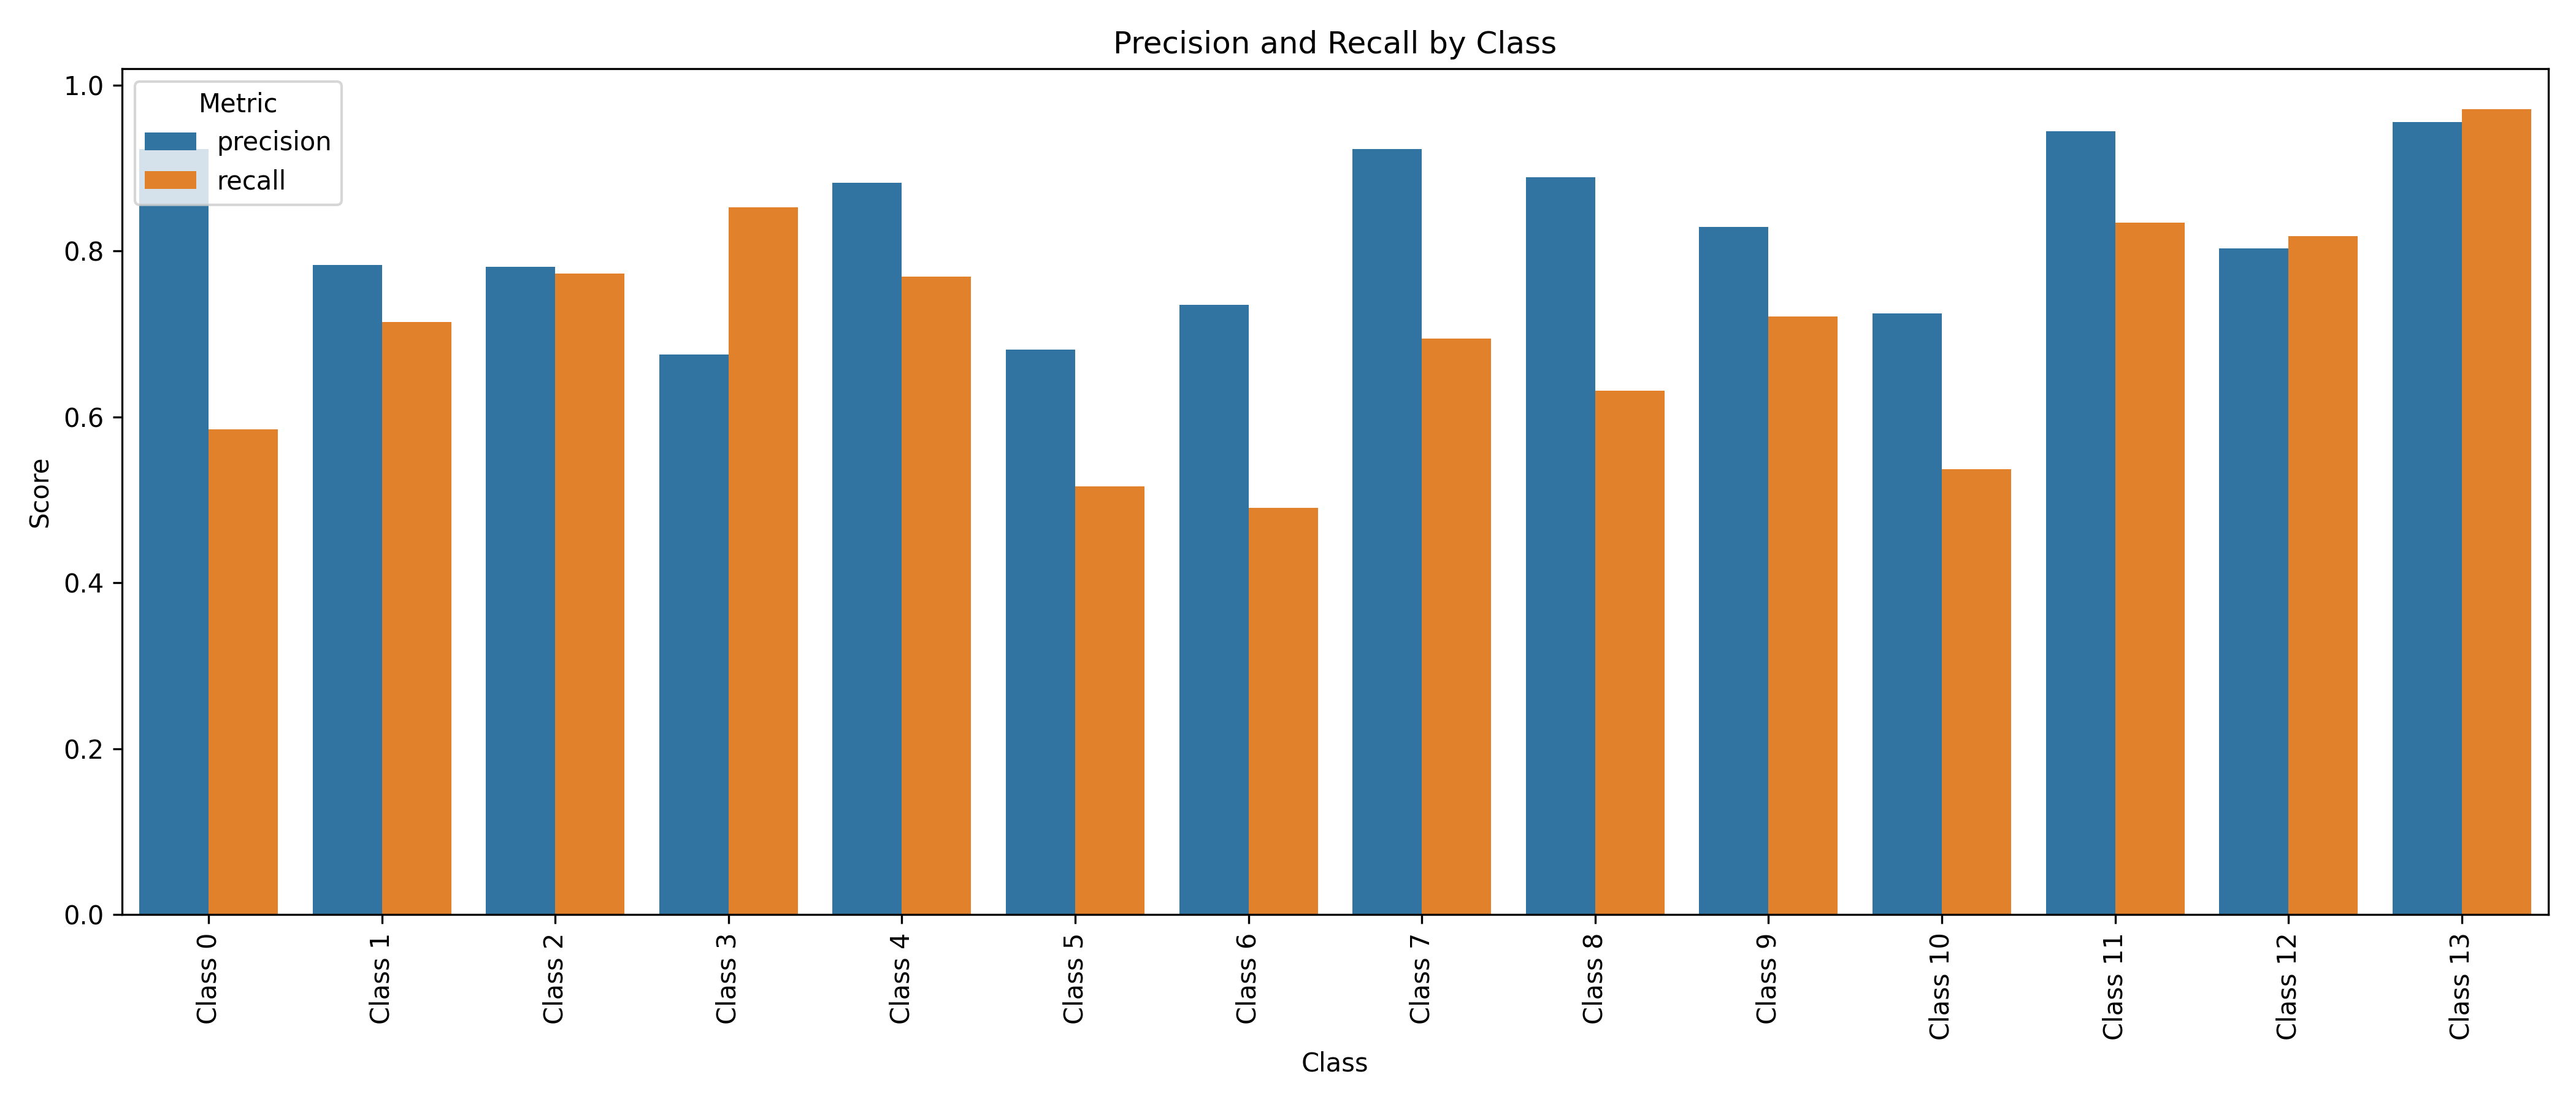 Precision and Recall by Class
Metric
precision
recall
1.0
0.8
0.6
0.4
0.2
0.0
Score
Class 0
Class 1
Class 2
Class 3
Class 4
Class 5
Class 6
Class 7
Class 8
Class 9
Class 10
Class 11
Class 12
Class 13
Class